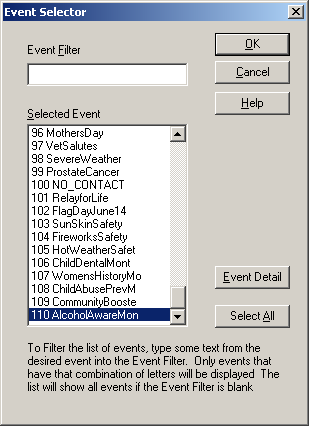 Event Selector
Event Filter
OK
Cancel
Help
Selected Event
96 MothersDay
97 VetSalutes
98 SevereWeather
99 ProstateCancer
100 NO_CONTACT
101 RelayforLife
102 FlagDayJune14
103 SunSkinSafety
104 FireworksSafety
105 HotWeatherSafet
106 ChildDentalMont
107 WomensHistoryMo
108 ChildAbusePrevM
109 CommunityBooste
110 AlcoholAwareMon
Event Detail
Select All
To Filter the list of events, type some text from the
desired event into the Event Filter.  Only events
that have that combination of letters will be displayed  The
list will show all events if the Event Filter is blank